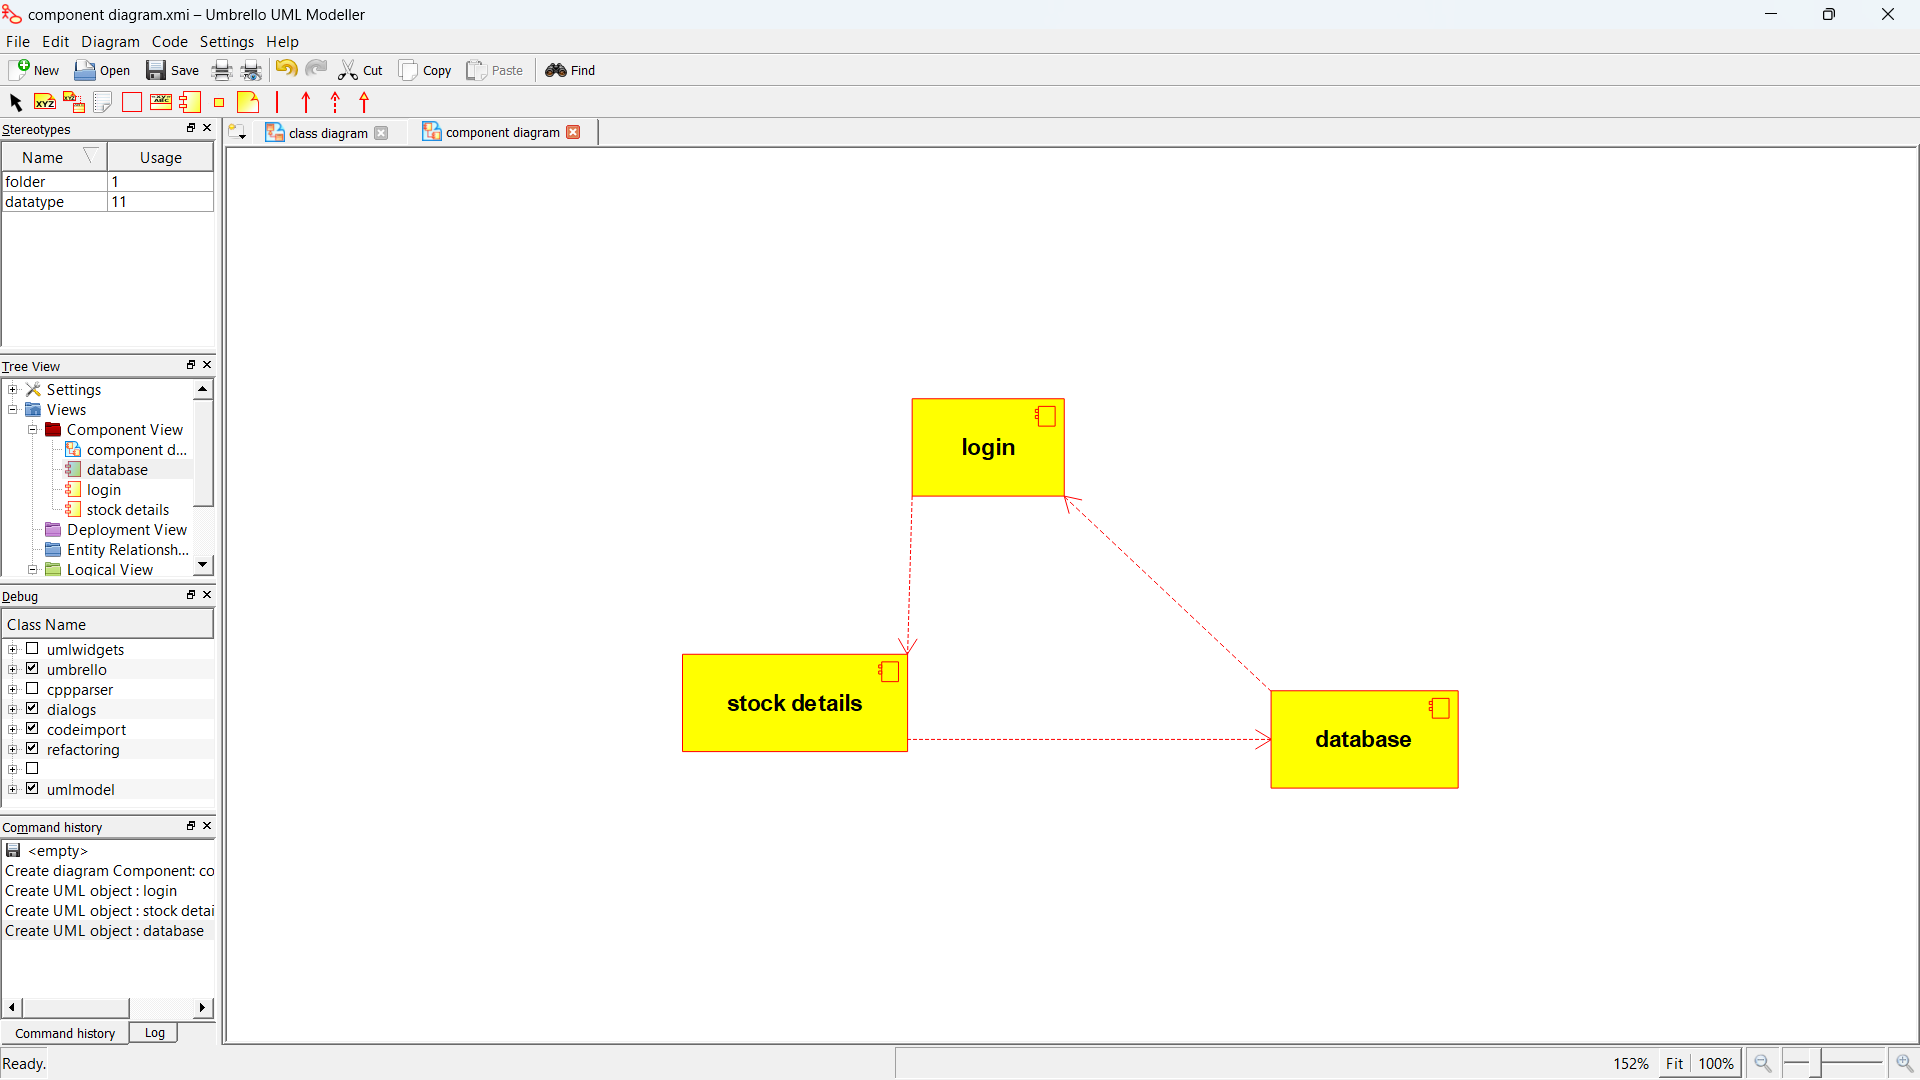 component diagram.xmi – Umbrello UML Modeller
File Edit Diagram Code Settings Help
New Open Save Cut Copy Paste Find
XYZ XYZ ABC
Stereotypes
class diagram component diagram
Name Usage
folder 1
datatype 11
Tree View
Settings
Views
Component View
component d...
database
login
stock details
Deployment View
Entity Relationsh...
Logical View
Debug
Class Name
umlwidgets
umbrello
cppparser
dialogs
codeimport
refactoring
umlmodel
Command history
<empty>
Create diagram Component: co
Create UML object : login
Create UML object : stock detai
Create UML object : database
Command history Log
login
stock details
database
Ready.
152% Fit 100%